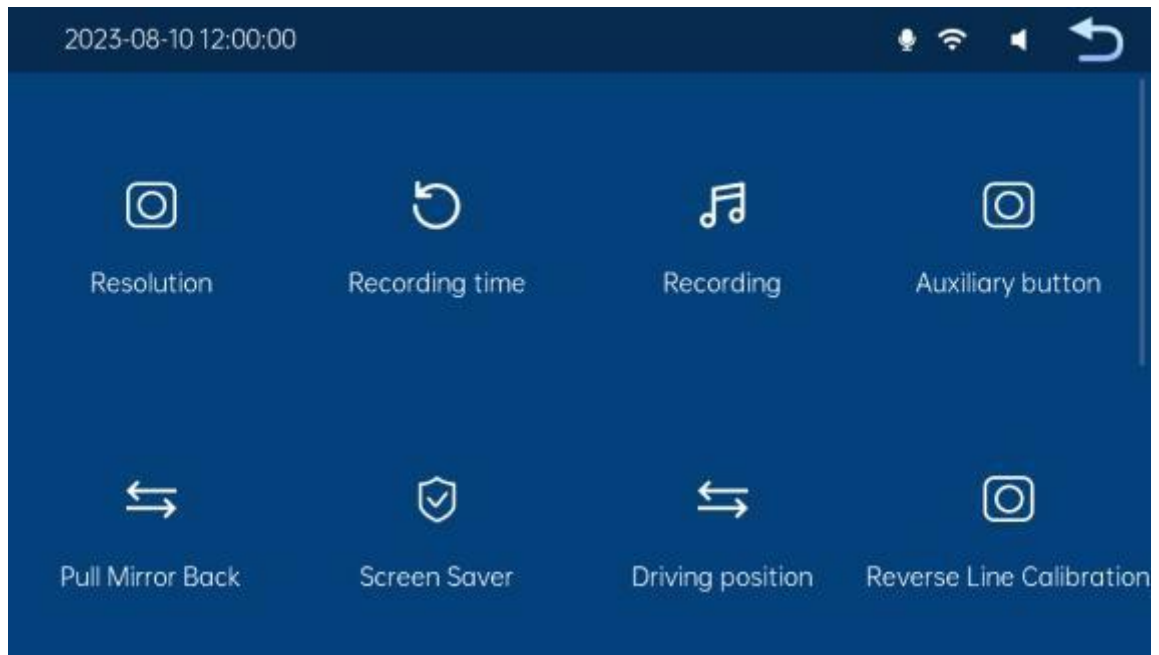 2023-08-10 12:00:00
Resolution
Recording time
Recording
Auxiliary button
Pull Mirror Back
Screen Saver
Driving position
Reverse Line Calibration